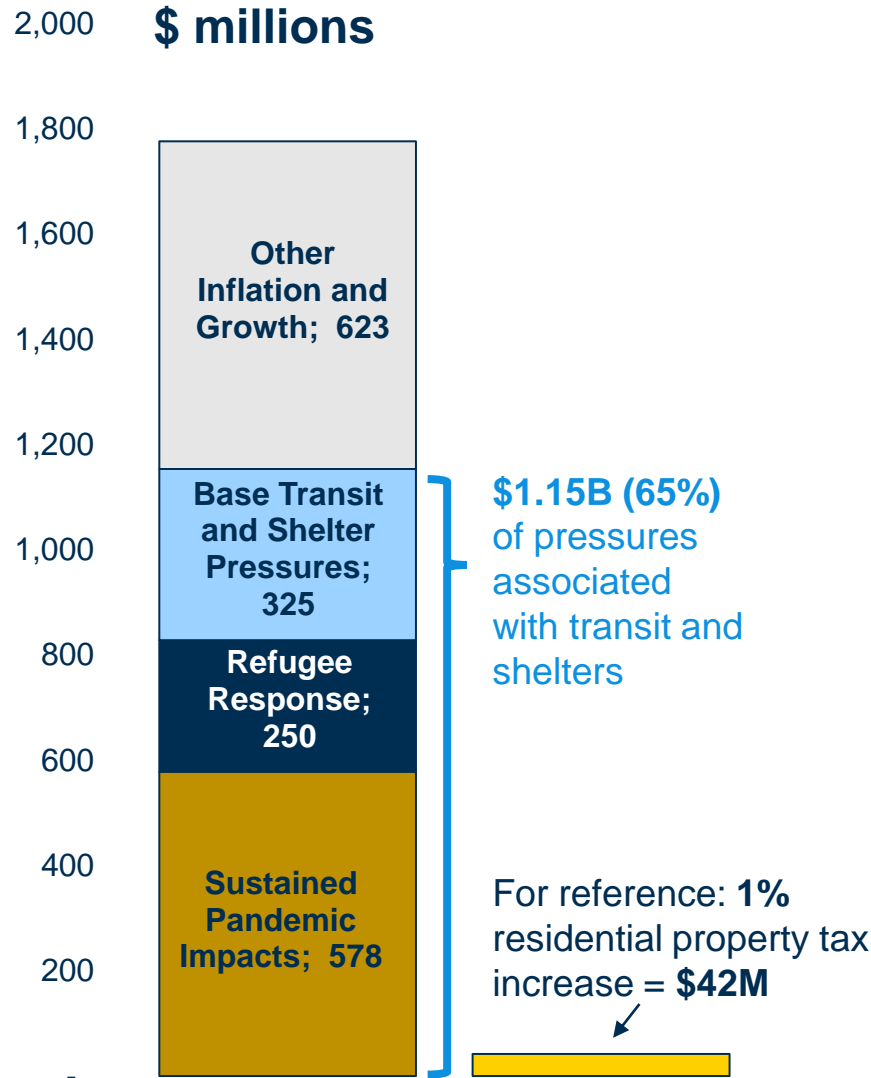 $ millions
2,000
1,800
1,600
1,400
1,200
1,000
800
600
400
200
-
Other
Inflation and
Growth;  623
Base Transit
and Shelter
Pressures;
325
Refugee
Response;
250
Sustained
Pandemic
Impacts;  578
$1.15B (65%)
of pressures
associated
with transit and
shelters
For reference: 1%
residential property tax
increase = $42M